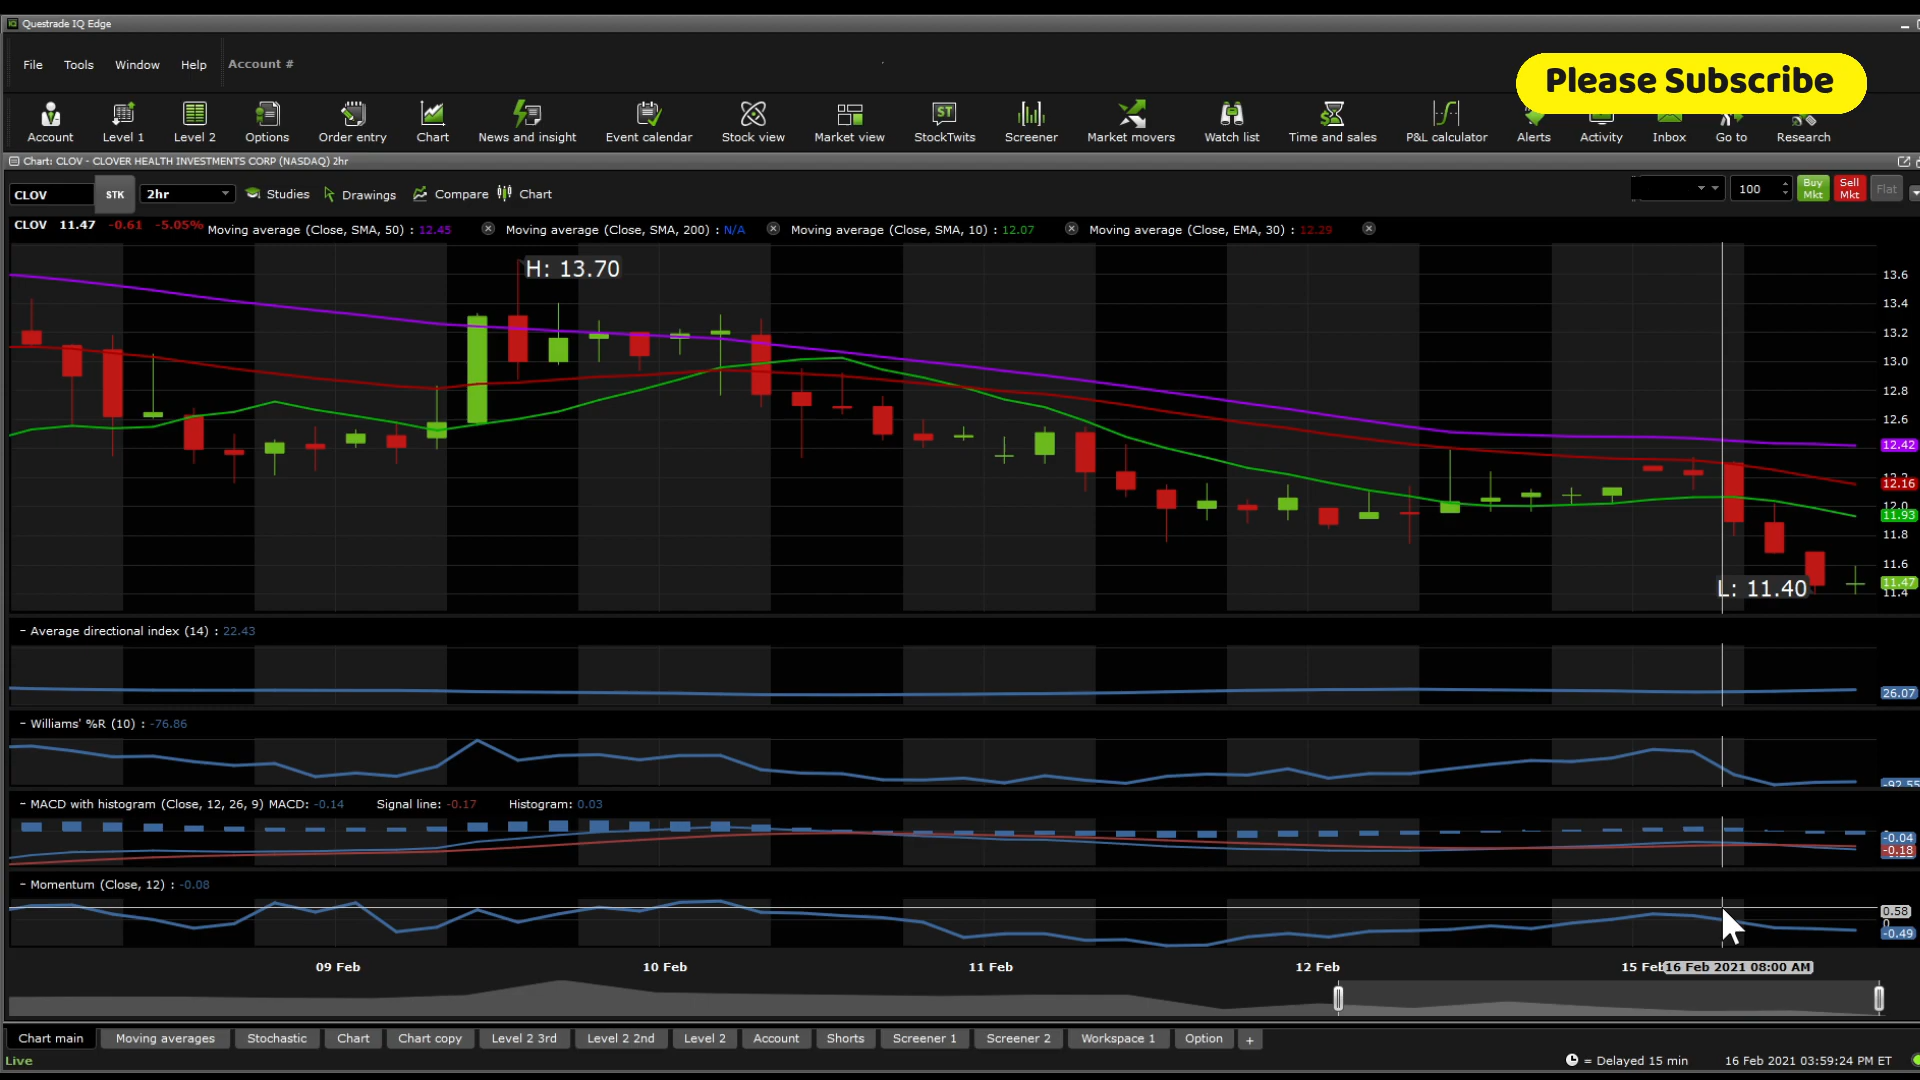 Questrade IQ Edge
File Tools Window Help Account #
Please Subscribe
Account Level 1 Level 2 Options Order entry Chart News and insight Event calendar Stock view Market view StockTwits Screener Market movers Watch list Time and sales P&L calculator Alerts Activity Inbox Go to Research
Chart: CLOV - CLOVER HEALTH INVESTMENTS CORP (NASDAQ) 2hr
CLOV STK 2hr Studies Drawings Compare Chart 100 Buy Mkt Sell Mkt Flat
CLOV 11.47 -0.61 -5.05% Moving average (Close, SMA, 50) : 12.45 Moving average (Close, SMA, 200) : N/A Moving average (Close, SMA, 10) : 12.07 Moving average (Close, EMA, 30) : 12.29
H: 13.70
13.6
13.4
13.2
13.0
12.8
12.6
12.42
12.2
12.16
12.0
11.93
11.8
11.6
L: 11.40
11.47
11.4
- Average directional index (14) : 22.43
26.07
- Williams' %R (10) : -76.86
-92.55
- MACD with histogram (Close, 12, 26, 9) MACD: -0.14 Signal line: -0.17 Histogram: 0.03
-0.04
-0.18
- Momentum (Close, 12) : -0.08
0.58
0
-0.49
09 Feb 10 Feb 11 Feb 12 Feb 15 Feb 16 Feb 2021 08:00 AM
Chart main Moving averages Stochastic Chart Chart copy Level 2 3rd Level 2 2nd Level 2 Account Shorts Screener 1 Screener 2 Workspace 1 Option +
Live = Delayed 15 min 16 Feb 2021 03:59:24 PM ET